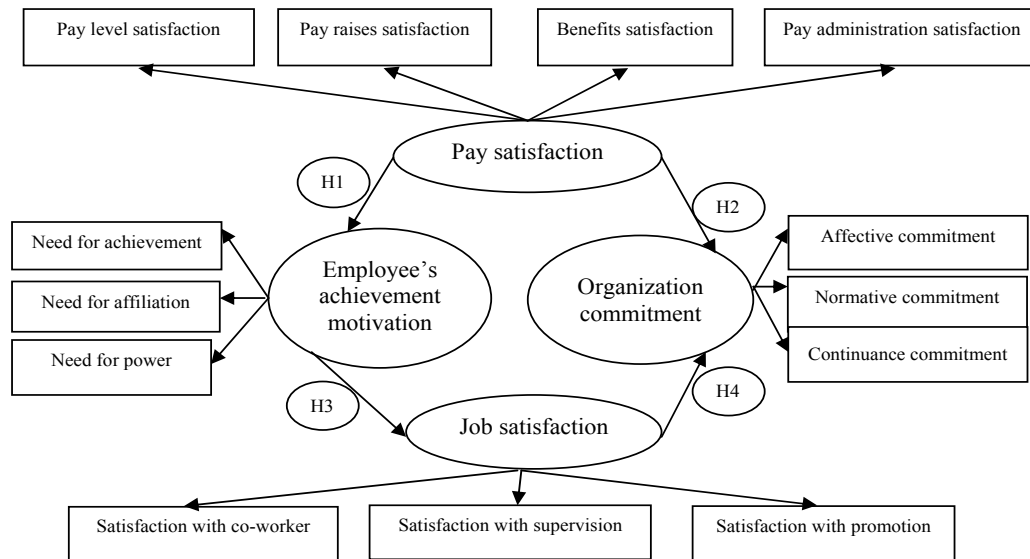 Pay level satisfaction
Pay raises satisfaction
Benefits satisfaction
Pay administration satisfaction
Pay satisfaction
H1
H2
Need for achievement
Need for affiliation
Need for power
Employee’s
achievement
motivation
Organization
commitment
Affective commitment
Normative commitment
Continuance commitment
H3
H4
Job satisfaction
Satisfaction with co-worker
Satisfaction with supervision
Satisfaction with promotion